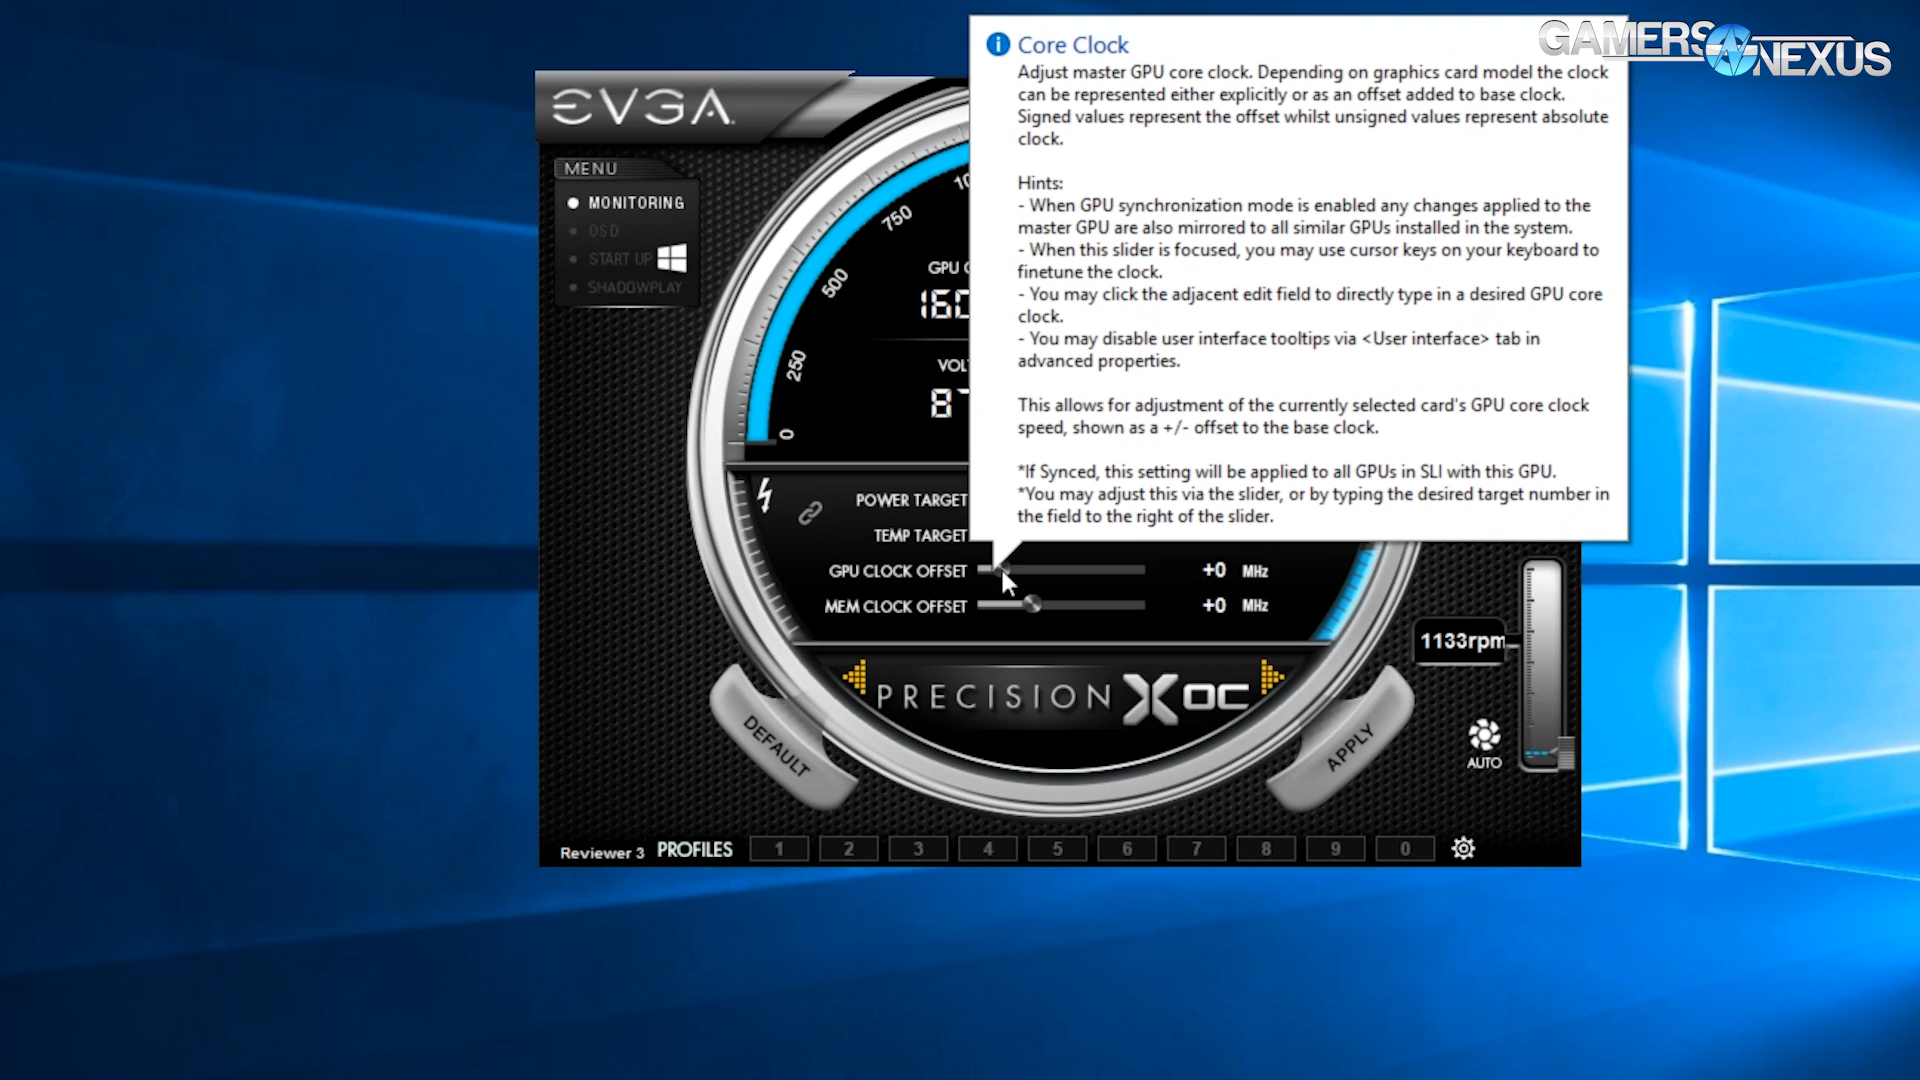 GAMERS NEXUS
Core Clock
Adjust master GPU core clock. Depending on graphics card model the clock
can be represented either explicitly or as an offset added to base clock.
Signed values represent the offset whilst unsigned values represent absolute
clock.
Hints:
- When GPU synchronization mode is enabled any changes applied to the
master GPU are also mirrored to all similar GPUs installed in the system.
- When this slider is focused, you may use cursor keys on your keyboard to
finetune the clock.
- You may click the adjacent edit field to directly type in a desired GPU core
clock.
- You may disable user interface tooltips via <User interface> tab in
advanced properties.
This allows for adjustment of the currently selected card's GPU core clock
speed, shown as a +/- offset to the base clock.
*If Synced, this setting will be applied to all GPUs in SLI with this GPU.
*You may adjust this via the slider, or by typing the desired target number in
the field to the right of the slider.
EVGA
MENU
MONITORING
OSD
START UP
SHADOWPLAY
0
250
500
750
GPU
POWER TARGET
TEMP TARGET
GPU CLOCK OFFSET +0 MHz
MEM CLOCK OFFSET +0 MHz
1133rpm
PRECISION XOC
DEFAULT
APPLY
AUTO
Reviewer 3 PROFILES 1 2 3 4 5 6 7 8 9 0